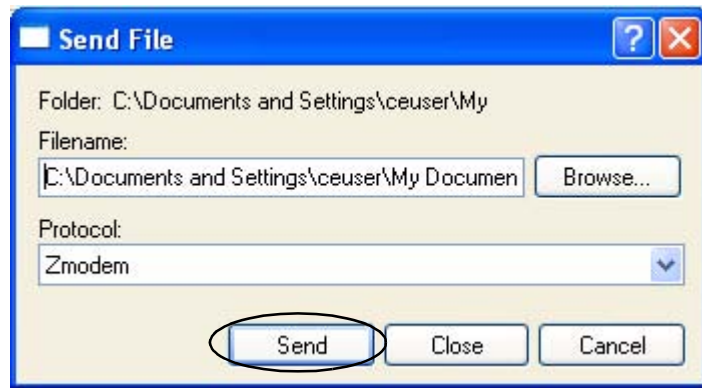 Send File
Folder: C:\Documents and Settings\ceuser\My
Filename:
C:\Documents and Settings\ceuser\My Documen Browse...
Protocol:
Zmodem
Send Close Cancel